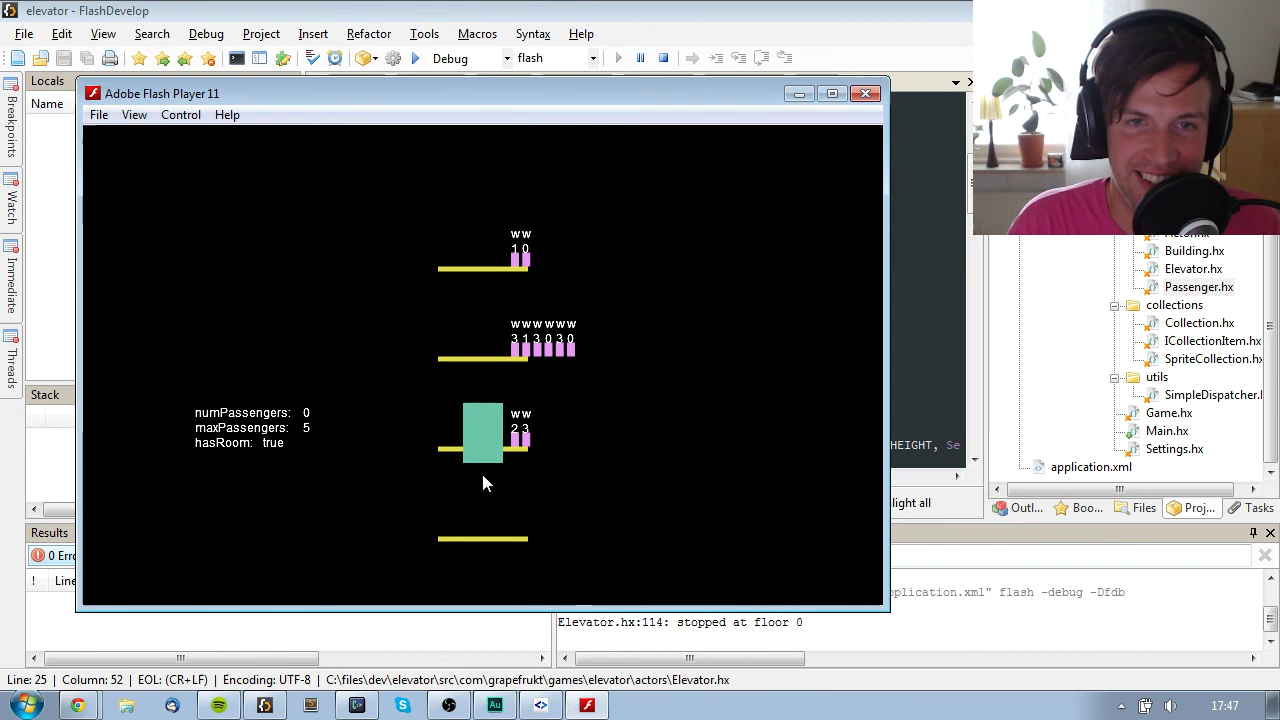 elevator - FlashDevelop
File Edit View Search Debug Project Insert Refactor Tools Macros Syntax Help
Debug flash
Locals
Name
Breakpoints
Watch
Immediate
Threads
Adobe Flash Player 11
File View Control Help
w w
1 0
w w w w w w
3 1 3 0 3 0
numPassengers: 0
maxPassengers: 5
hasRoom: true
w w
2 3
Building.hx
Elevator.hx
Passenger.hx
collections
Collection.hx
ICollectionItem.hx
SpriteCollection.hx
utils
SimpleDispatcher.l
Game.hx
Main.hx
Settings.hx
application.xml
HEIGHT, Se
light all
Outl... Boo... Files Proj... Tasks
Stack
Results
0 Erro
! Line
plication.xml" flash -debug -Dfdb
Elevator.hx:114: stopped at floor 0
Line: 25 Column: 52 EOL: (CR+LF) Encoding: UTF-8 C:\files\dev\elevator\src\com\grapefrukt\games\elevator\actors\Elevator.hx
17:47